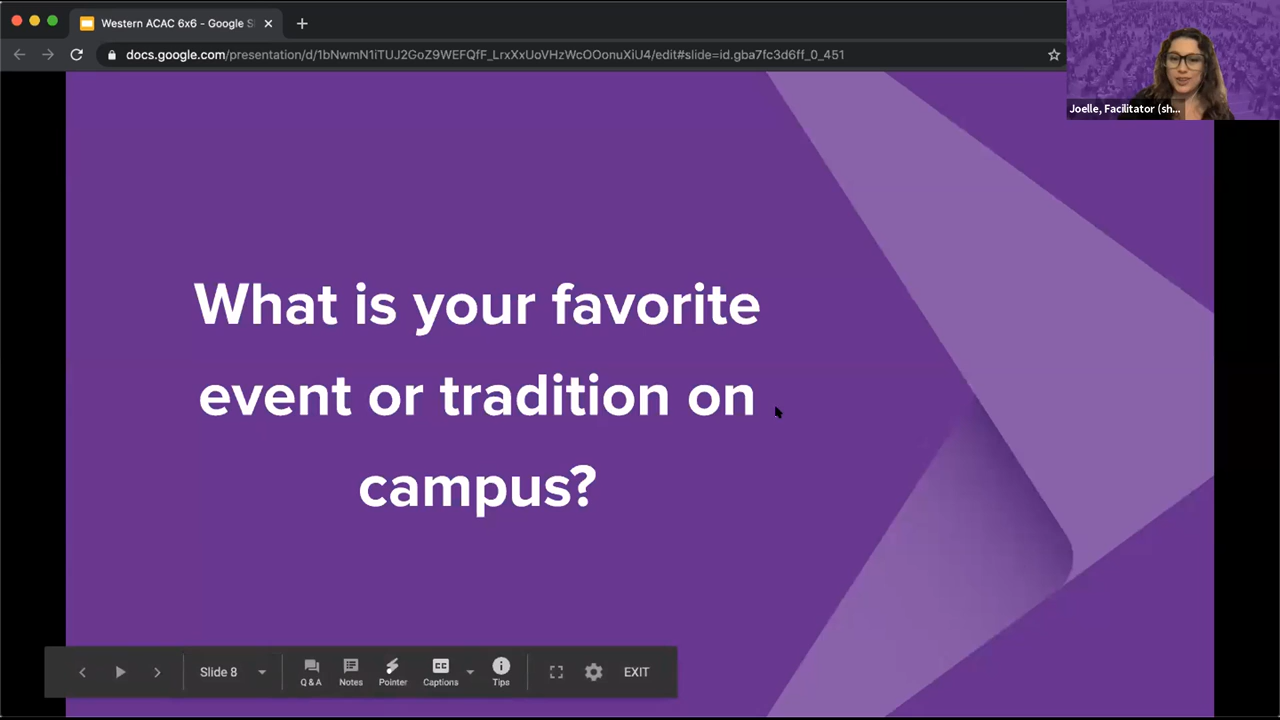 Western ACAC 6x6 - Google S
docs.google.com/presentation/d/1bNwmN1iTUJ2GoZ9WEFQfF_LrxXxUoVHzWcOOonuXiU4/edit#slide=id.gba7fc3d6ff_0_451
Joelle, Facilitator (sh...
What is your favorite
event or tradition on
campus?
Slide 8
Q&A
Notes
Pointer
CC
Captions
Tips
EXIT